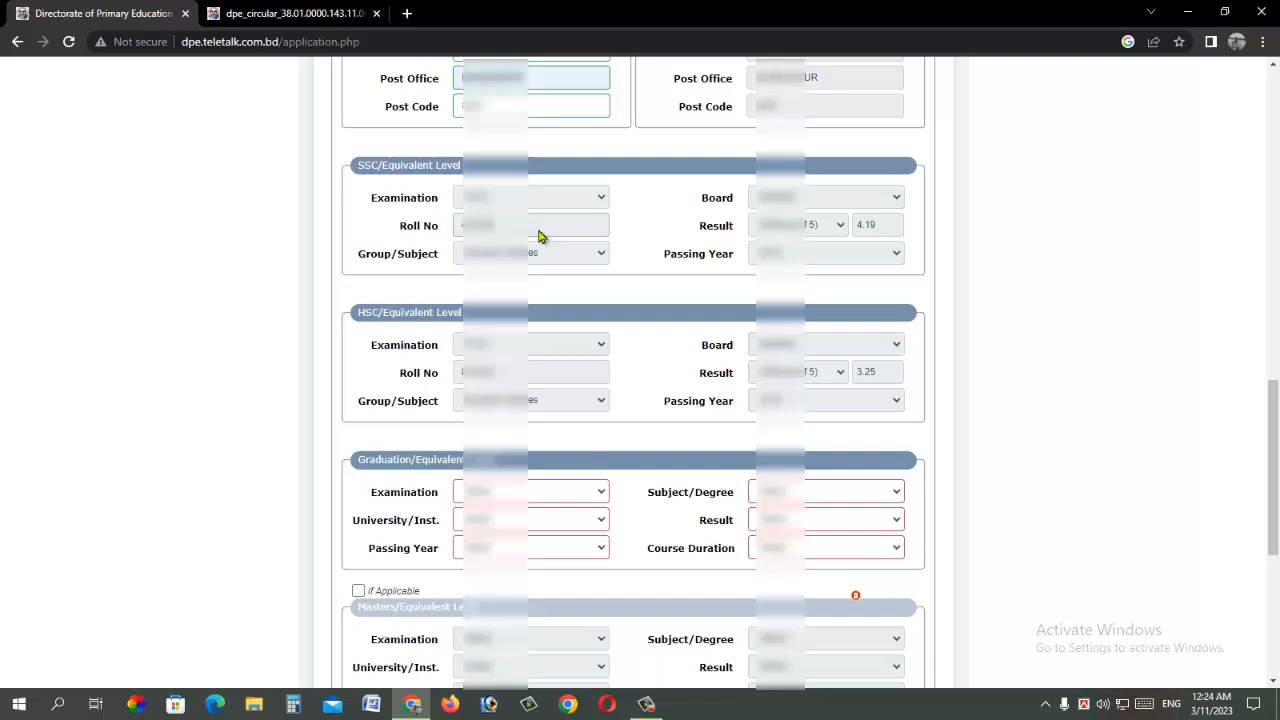 Directorate of Primary Education
dpe_circular_38.01.0000.143.11.0
Not secure dpe.teletalk.com.bd/application.php
Post Office Post Office UR
Post Code Post Code
SSC/Equivalent Level
Examination Board
Roll No Result 4.19
Group/Subject Passing Year
HSC/Equivalent Level
Examination Board
Roll No Result 3.25
Group/Subject Passing Year
Graduation/Equivalent
Examination Subject/Degree
University/Inst. Result
Passing Year Course Duration
If Applicable
Masters/Equivalent Le
Examination Subject/Degree
University/Inst. Result
Activate Windows
Go to Settings to activate Windows.
ENG
12:24 AM
3/11/2023